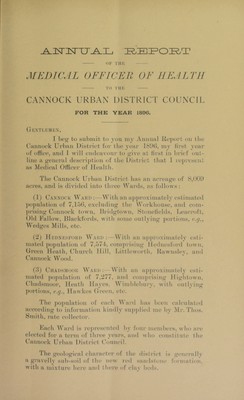 ANNUAL REPORT
OF THE
MEDICAL OFFICER OF HEALTH
TO THE
CANNOCK URBAN DISTRICT COUNCIL
FOR THE YEAR 1896.
GENTLEMEN,
I beg to submit to you my Annual Report on the
Cannock Urban District for the year 1896, my first year
of office, and I will endeavour to give at first in brief out-
line a general description of the District that I represent
as Medical Officer of Health.
The Cannock Urban District has an acreage of 8,000
acres, and is divided into three Wards, as follows:
(1) CANNOCK WARD:—With an approximately estimated
population of 7,156, excluding the Workhouse, and com-
prising Cannock town, Bridgtown, Stonefields, Leacroft,
Old Fallow, Blackfords, with some outlying portions, e.g.,
Wedges Mills, etc.
(2) HEDNESFORD WARD:—With an approximately esti-
mated population of 7,574, comprising Hednesford town,
Green Heath, Church Hill, Littleworth, Rawnsley, and
Cannock Wood.
(3) CHADSMOOR WARD:—With an approximately esti-
mated population of 7,277, and comprising Hightown,
Chadsmoor, Heath Hayes, Wimblebury, with outlying
portions, e.g., Hawkes Green, etc.
The population of each Ward has been calculated
according to information kindly supplied me by Mr. Thos.
Smith, rate collector.
Each Ward is represented by four members, who are
elected for a term of three years, and who constitute the
Cannock Urban District Council.
The geological character of the district is generally
a gravelly sub-soil of the new red sandstone formation,
with a mixture here and there of clay beds.